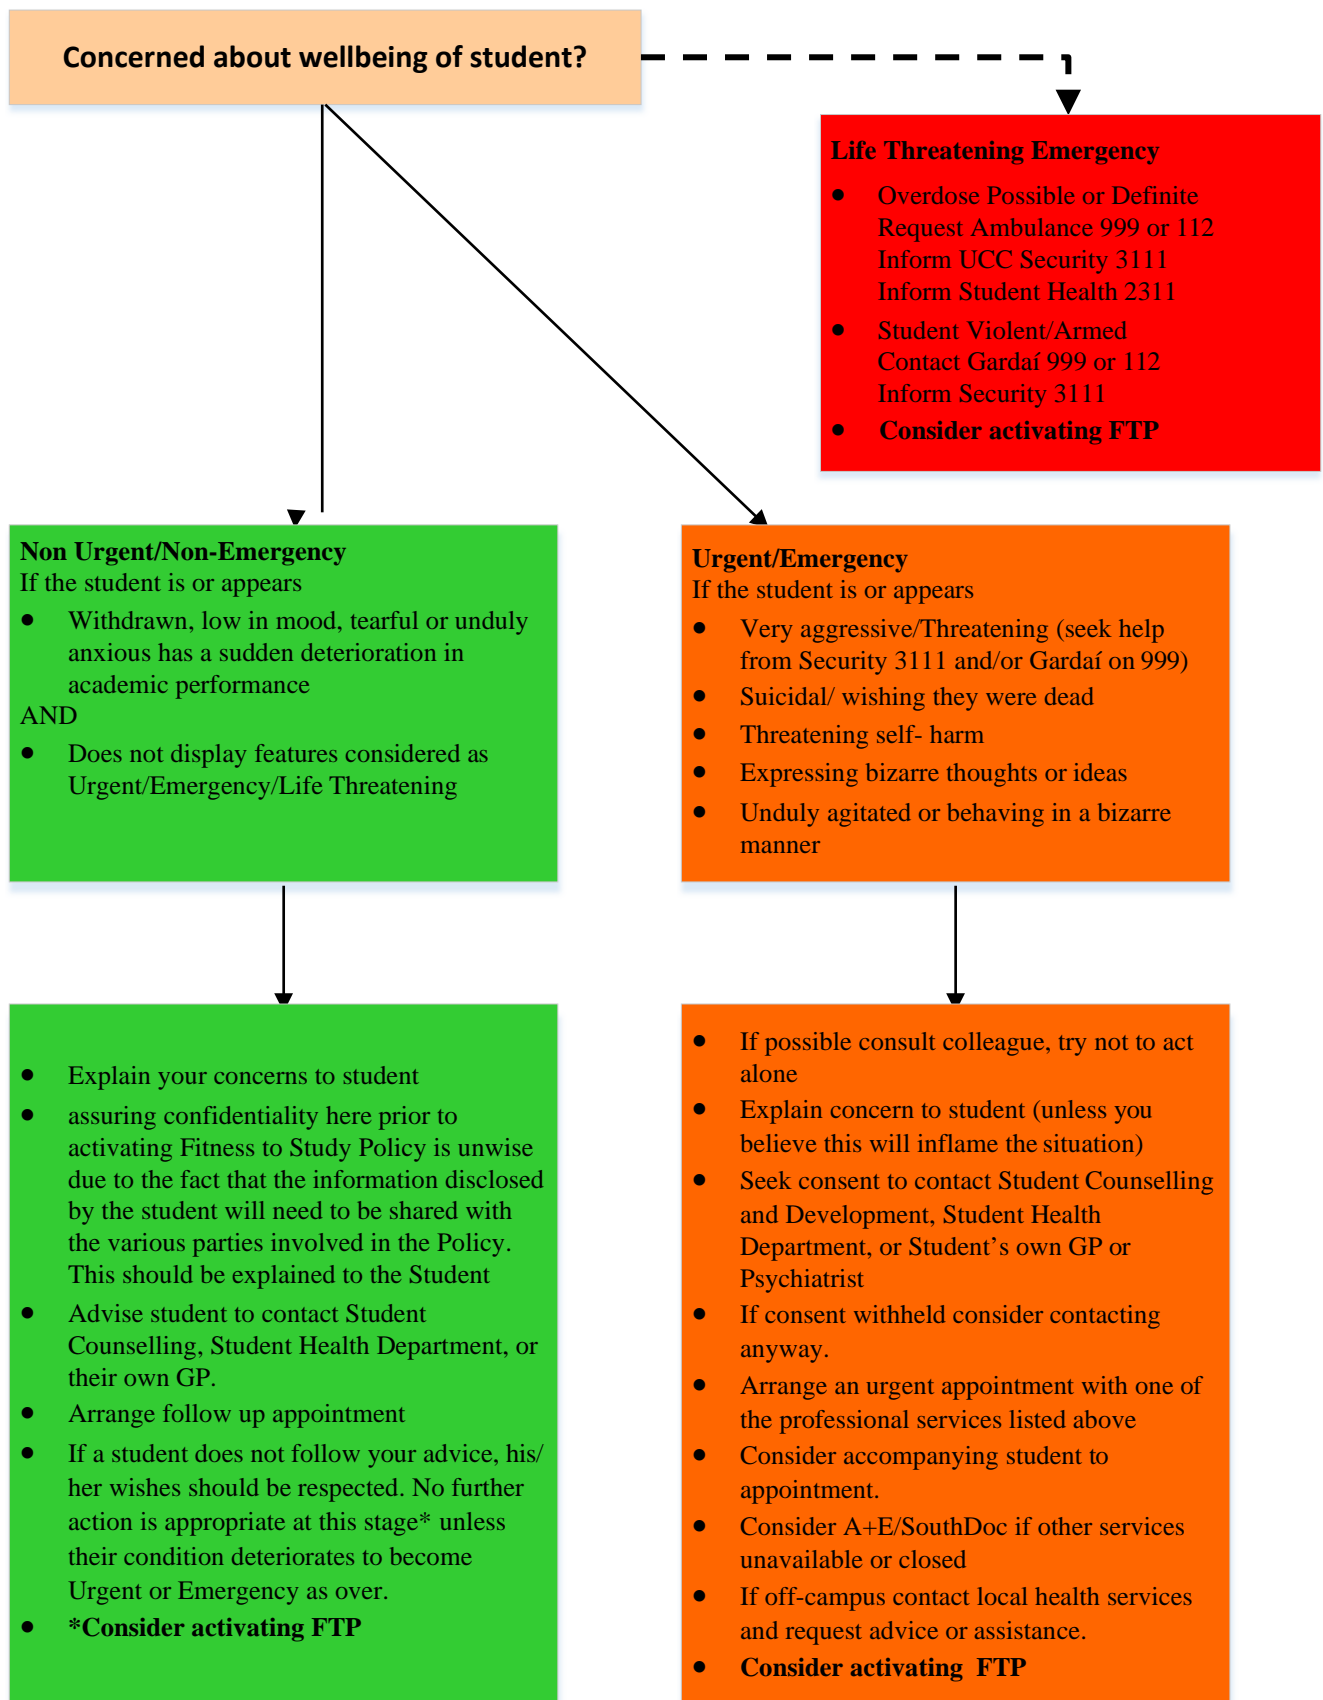 Concerned about wellbeing of student?
Life Threatening Emergency
● Overdose Possible or Definite
Request Ambulance 999 or 112
Inform UCC Security 3111
Inform Student Health 2311
● Student Violent/Armed
Contact Gardaí 999 or 112
Inform Security 3111
● Consider activating FTP
Non Urgent/Non-Emergency
If the student is or appears
● Withdrawn, low in mood, tearful or unduly
anxious has a sudden deterioration in
academic performance
AND
● Does not display features considered as
Urgent/Emergency/Life Threatening
Urgent/Emergency
If the student is or appears
● Very aggressive/Threatening (seek help
from Security 3111 and/or Gardaí on 999)
● Suicidal/ wishing they were dead
● Threatening self- harm
● Expressing bizarre thoughts or ideas
● Unduly agitated or behaving in a bizarre
manner
● Explain your concerns to student
● assuring confidentiality here prior to
activating Fitness to Study Policy is unwise
due to the fact that the information disclosed
by the student will need to be shared with
the various parties involved in the Policy.
This should be explained to the Student
● Advise student to contact Student
Counselling, Student Health Department, or
their own GP.
● Arrange follow up appointment
● If a student does not follow your advice, his/
her wishes should be respected. No further
action is appropriate at this stage* unless
their condition deteriorates to become
Urgent or Emergency as over.
● *Consider activating FTP
● If possible consult colleague, try not to act
alone
● Explain concern to student (unless you
believe this will inflame the situation)
● Seek consent to contact Student Counselling
and Development, Student Health
Department, or Student’s own GP or
Psychiatrist
● If consent withheld consider contacting
anyway.
● Arrange an urgent appointment with one of
the professional services listed above
● Consider accompanying student to
appointment.
● Consider A+E/SouthDoc if other services
unavailable or closed
● If off-campus contact local health services
and request advice or assistance.
● Consider activating FTP